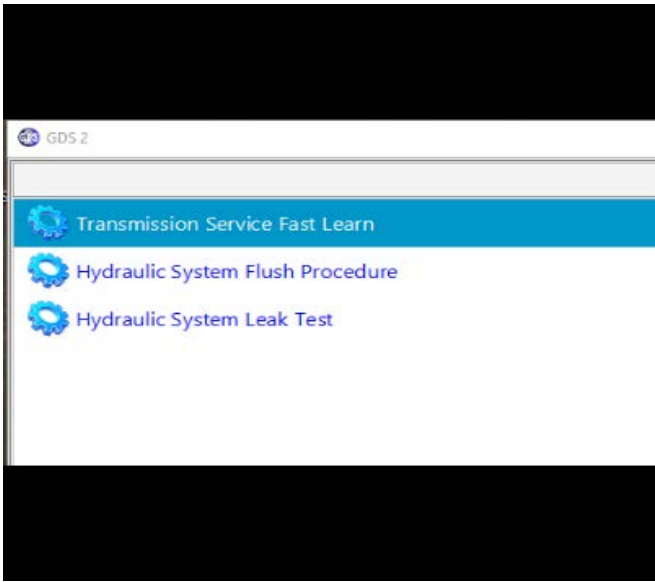 GDS 2
Transmission Service Fast Learn
Hydraulic System Flush Procedure
Hydraulic System Leak Test